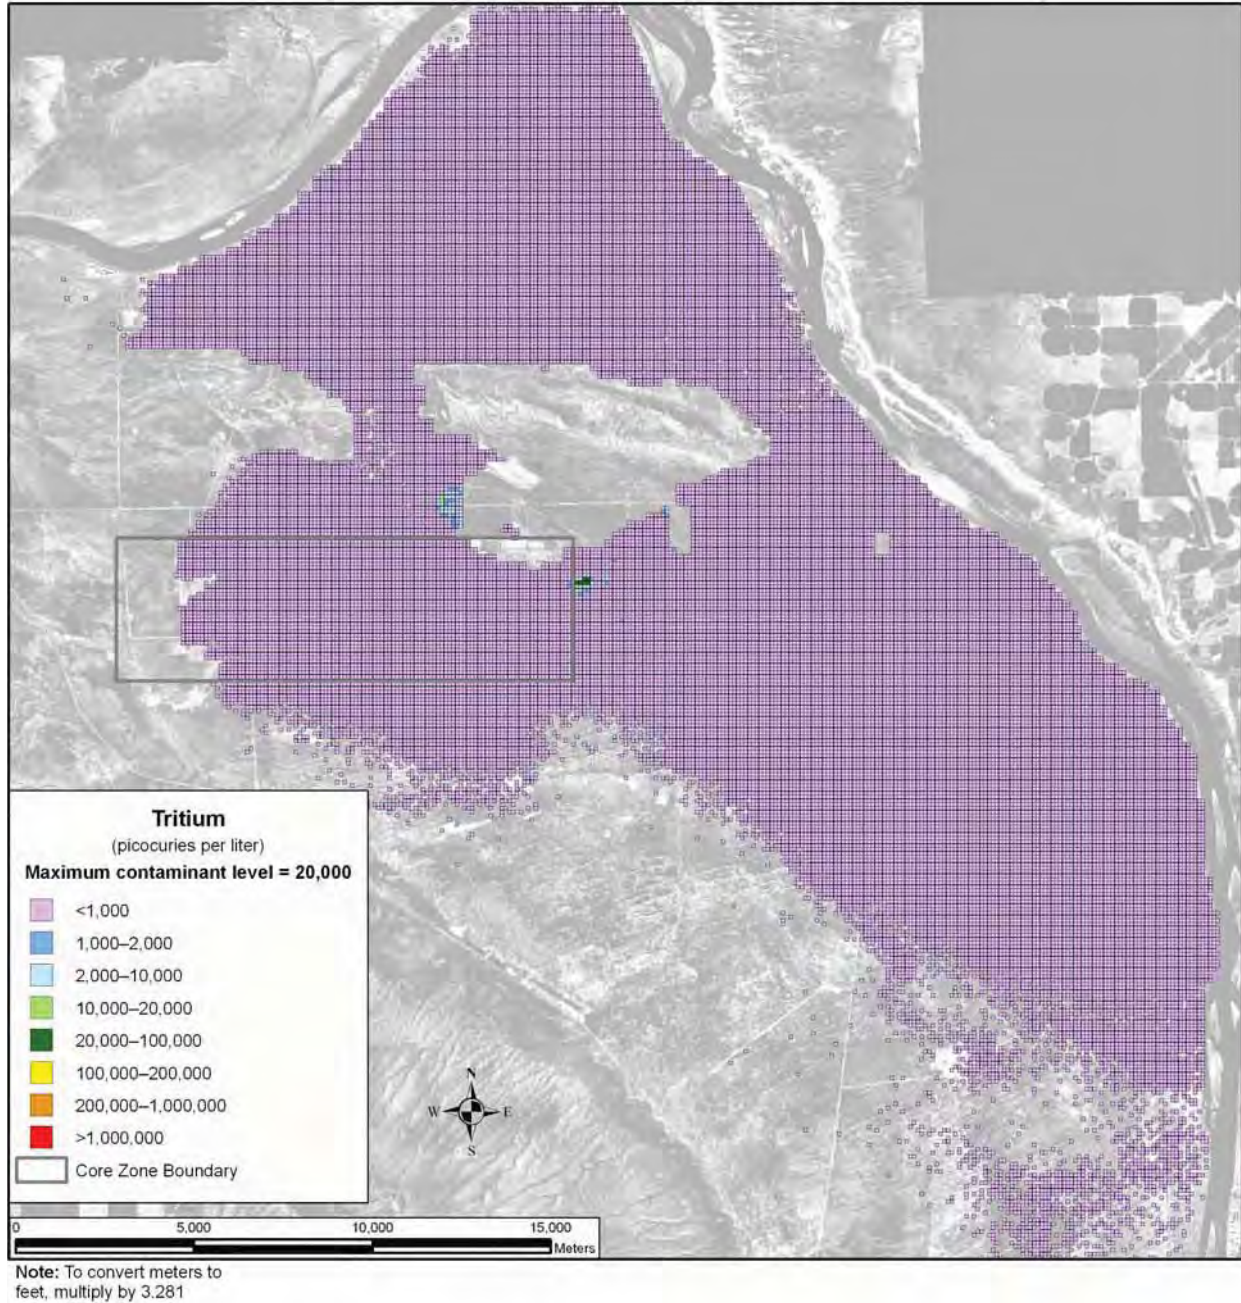 Tritium
(picocuries per liter)
Maximum contaminant level = 20,000
<1,000
1,000–2,000
2,000–10,000
10,000–20,000
20,000–100,000
100,000–200,000
200,000–1,000,000
>1,000,000
Core Zone Boundary
N
W E
S
0 5,000 10,000 15,000
Meters
Note: To convert meters to
feet, multiply by 3.281